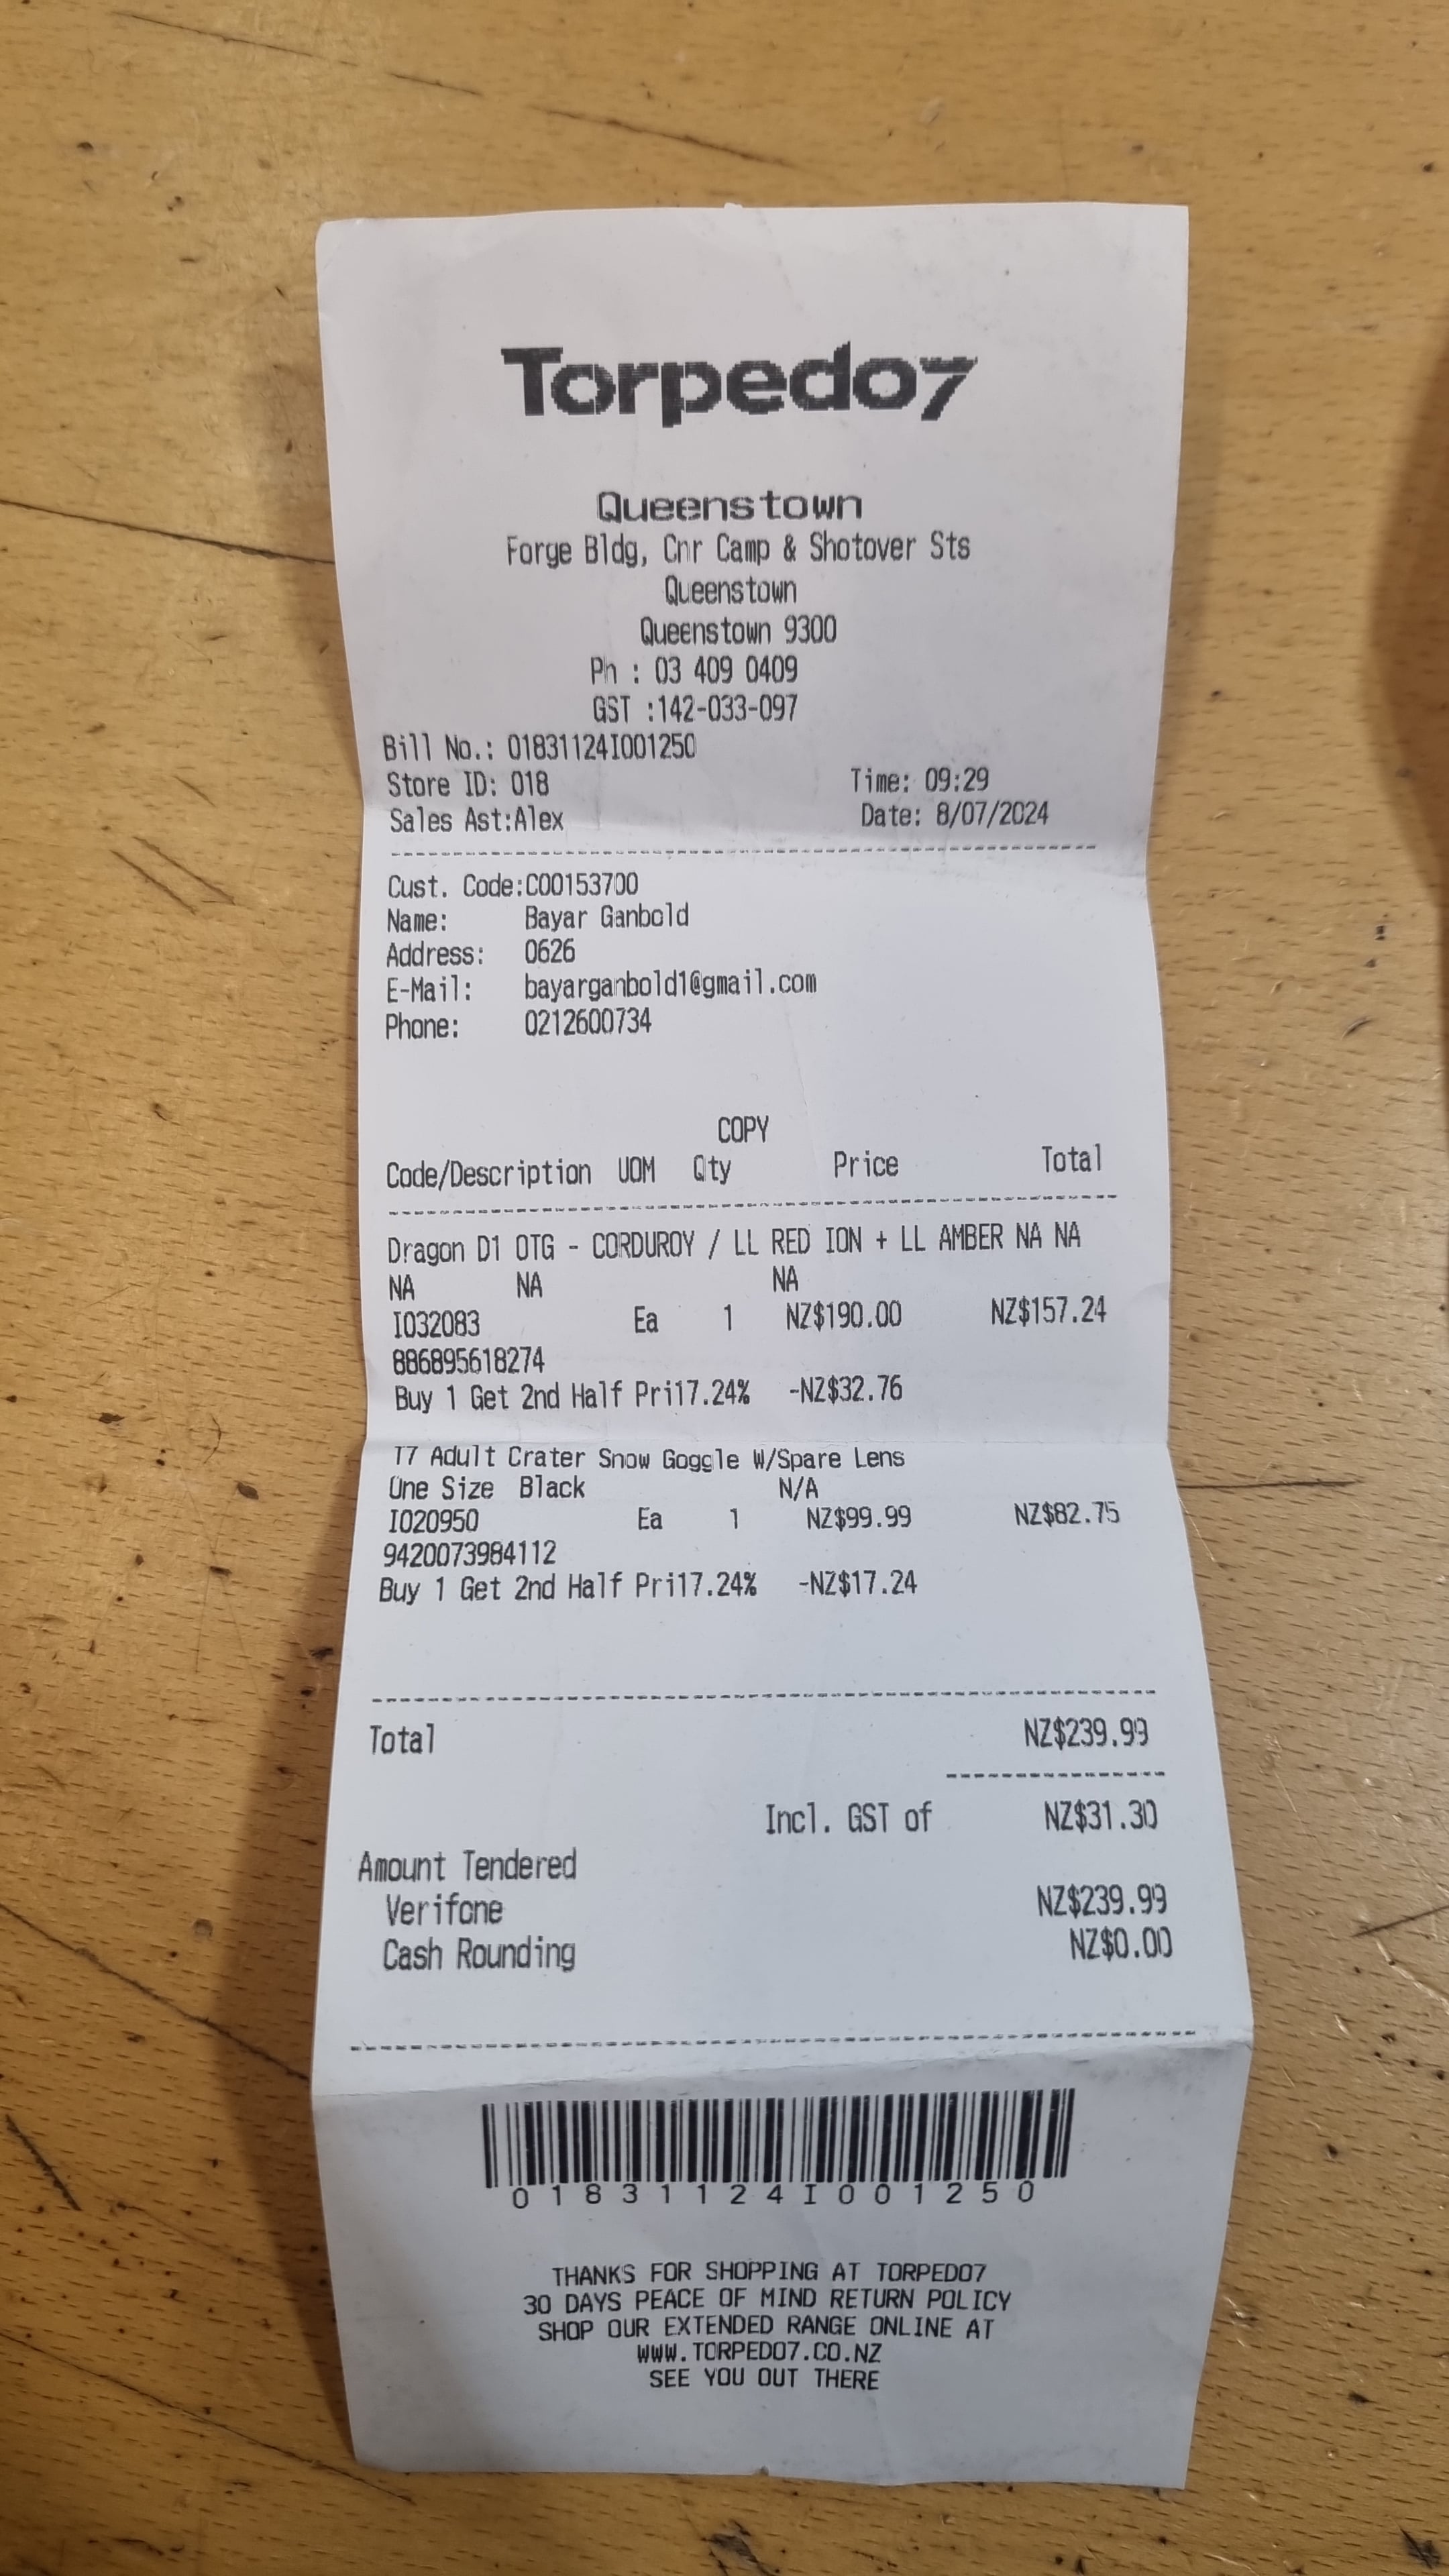 Torpedo7
Queenstown
Forge Bldg, Cnr Camp & Shotover Sts
Queenstown
Queenstown 9300
Ph : 03 409 0409
GST :142-033-097
Bill No.: 01831124I001250
Store ID: 018 Time: 09:29
Sales Ast:Alex Date: 8/07/2024
Cust. Code:C00153700
Name: Bayar Ganbold
Address: 0626
E-Mail: bayarganbold1@gmail.com
Phone: 0212600734
COPY
Code/Description UOM Qty Price Total
Dragon D1 OTG - CORDUROY / LL RED ION + LL AMBER NA NA
NA NA NA
I032083 Ea 1 NZ$190.00 NZ$157.24
886895618274
Buy 1 Get 2nd Half Pri17.24% -NZ$32.76
T7 Adult Crater Snow Goggle W/Spare Lens
One Size Black N/A
I020950 Ea 1 NZ$99.99 NZ$82.75
9420073984112
Buy 1 Get 2nd Half Pri17.24% -NZ$17.24
Total NZ$239.99
Incl. GST of NZ$31.30
Amount Tendered
Verifone NZ$239.99
Cash Rounding NZ$0.00
01831124I001250
THANKS FOR SHOPPING AT TORPEDO7
30 DAYS PEACE OF MIND RETURN POLICY
SHOP OUR EXTENDED RANGE ONLINE AT
WWW.TORPEDO7.CO.NZ
SEE YOU OUT THERE